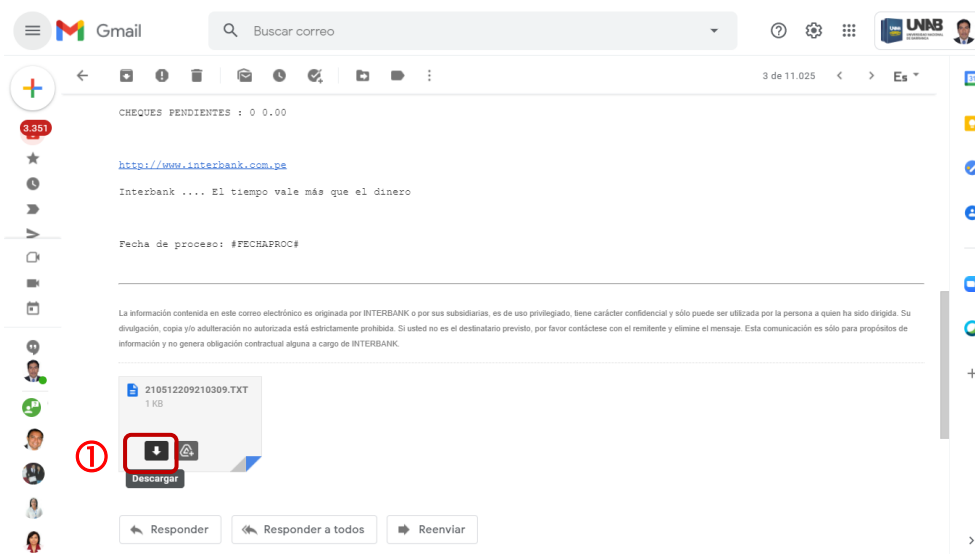 Gmail
Buscar correo
UNAB
3 de 11.025
Es
31
3.351
CHEQUES PENDIENTES : 0 0.00
http://www.interbank.com.pe
Interbank .... El tiempo vale más que el dinero
Fecha de proceso: #FECHAPROC#
La información contenida en este correo electrónico es originada por INTERBANK o por sus subsidiarias, es de uso privilegiado, tiene carácter confidencial y sólo puede ser utilizada por la persona a quien ha sido dirigida. Su
divulgación, copia y/o adulteración no autorizada está estrictamente prohibida. Si usted no es el destinatario previsto, por favor contáctese con el remitente y elimine el mensaje. Esta comunicación es sólo para propósitos de
información y no genera obligación contractual alguna a cargo de INTERBANK.
210512209210309.TXT
1 KB
①
Descargar
Responder
Responder a todos
Reenviar